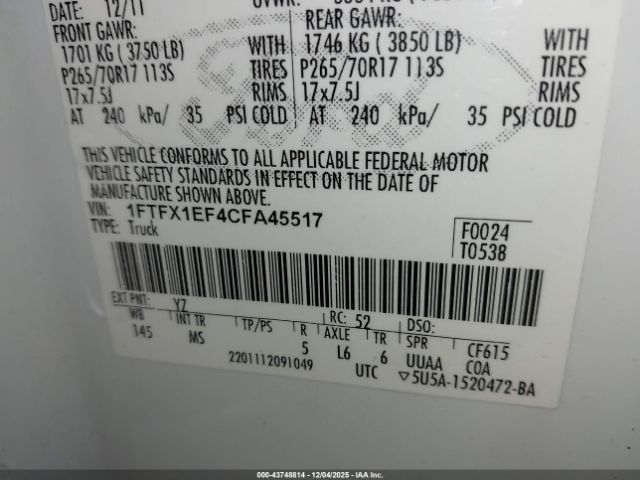 DATE: 12/11 GVWR:
FRONT GAWR: REAR GAWR:
1701 KG ( 3750 LB) WITH 1746 KG ( 3850 LB) WITH
P265/70R17 113S TIRES P265/70R17 113S TIRES
17x7.5J RIMS 17x7.5J RIMS
AT 240 kPa/ 35 PSI COLD AT 240 kPa/ 35 PSI COLD
Ford
THIS VEHICLE CONFORMS TO ALL APPLICABLE FEDERAL MOTOR
VEHICLE SAFETY STANDARDS IN EFFECT ON THE DATE OF
MANUFACTURE SHOWN ABOVE.
VIN: 1FTFX1EF4CFA45517
TYPE: Truck
F0024
T0538
EXT PNT: YZ RC: 52 DSO:
WB INT TR TP/PS R AXLE TR SPR CF615
145 MS 5 L6 6 UUAA COA
2201112091049 UTC ▽5U5A-1520472-BA
000-43748814 - 12/04/2025 - IAA Inc.